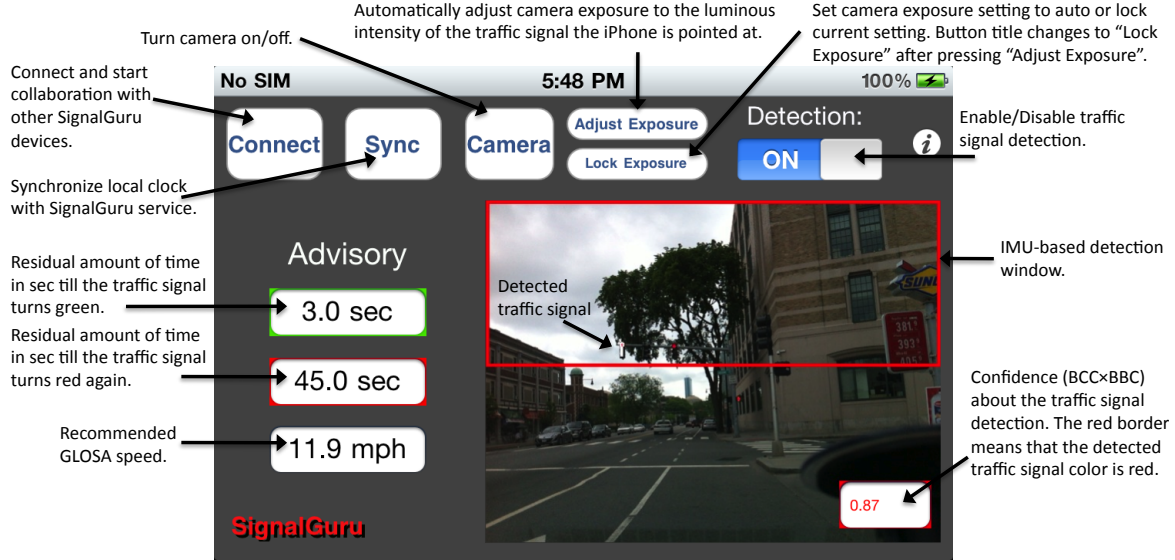 Automatically adjust camera exposure to the luminous
intensity of the traffic signal the iPhone is pointed at.
Set camera exposure setting to auto or lock
current setting. Button title changes to “Lock
Exposure” after pressing “Adjust Exposure”.
Turn camera on/off.
Connect and start
collaboration with
other SignalGuru
devices.
Synchronize local clock
with SignalGuru service.
No SIM
5:48 PM
100%
Connect
Sync
Camera
Adjust Exposure
Lock Exposure
Detection:
ON
i
Enable/Disable traffic
signal detection.
Residual amount of time
in sec till the traffic signal
turns green.
Residual amount of time
in sec till the traffic signal
turns red again.
Recommended
GLOSA speed.
Advisory
3.0 sec
45.0 sec
11.9 mph
SignalGuru
Detected
traffic signal
SUNO
381
393
0.87
IMU-based detection
window.
Confidence (BCC×BBC)
about the traffic signal
detection. The red border
means that the detected
traffic signal color is red.